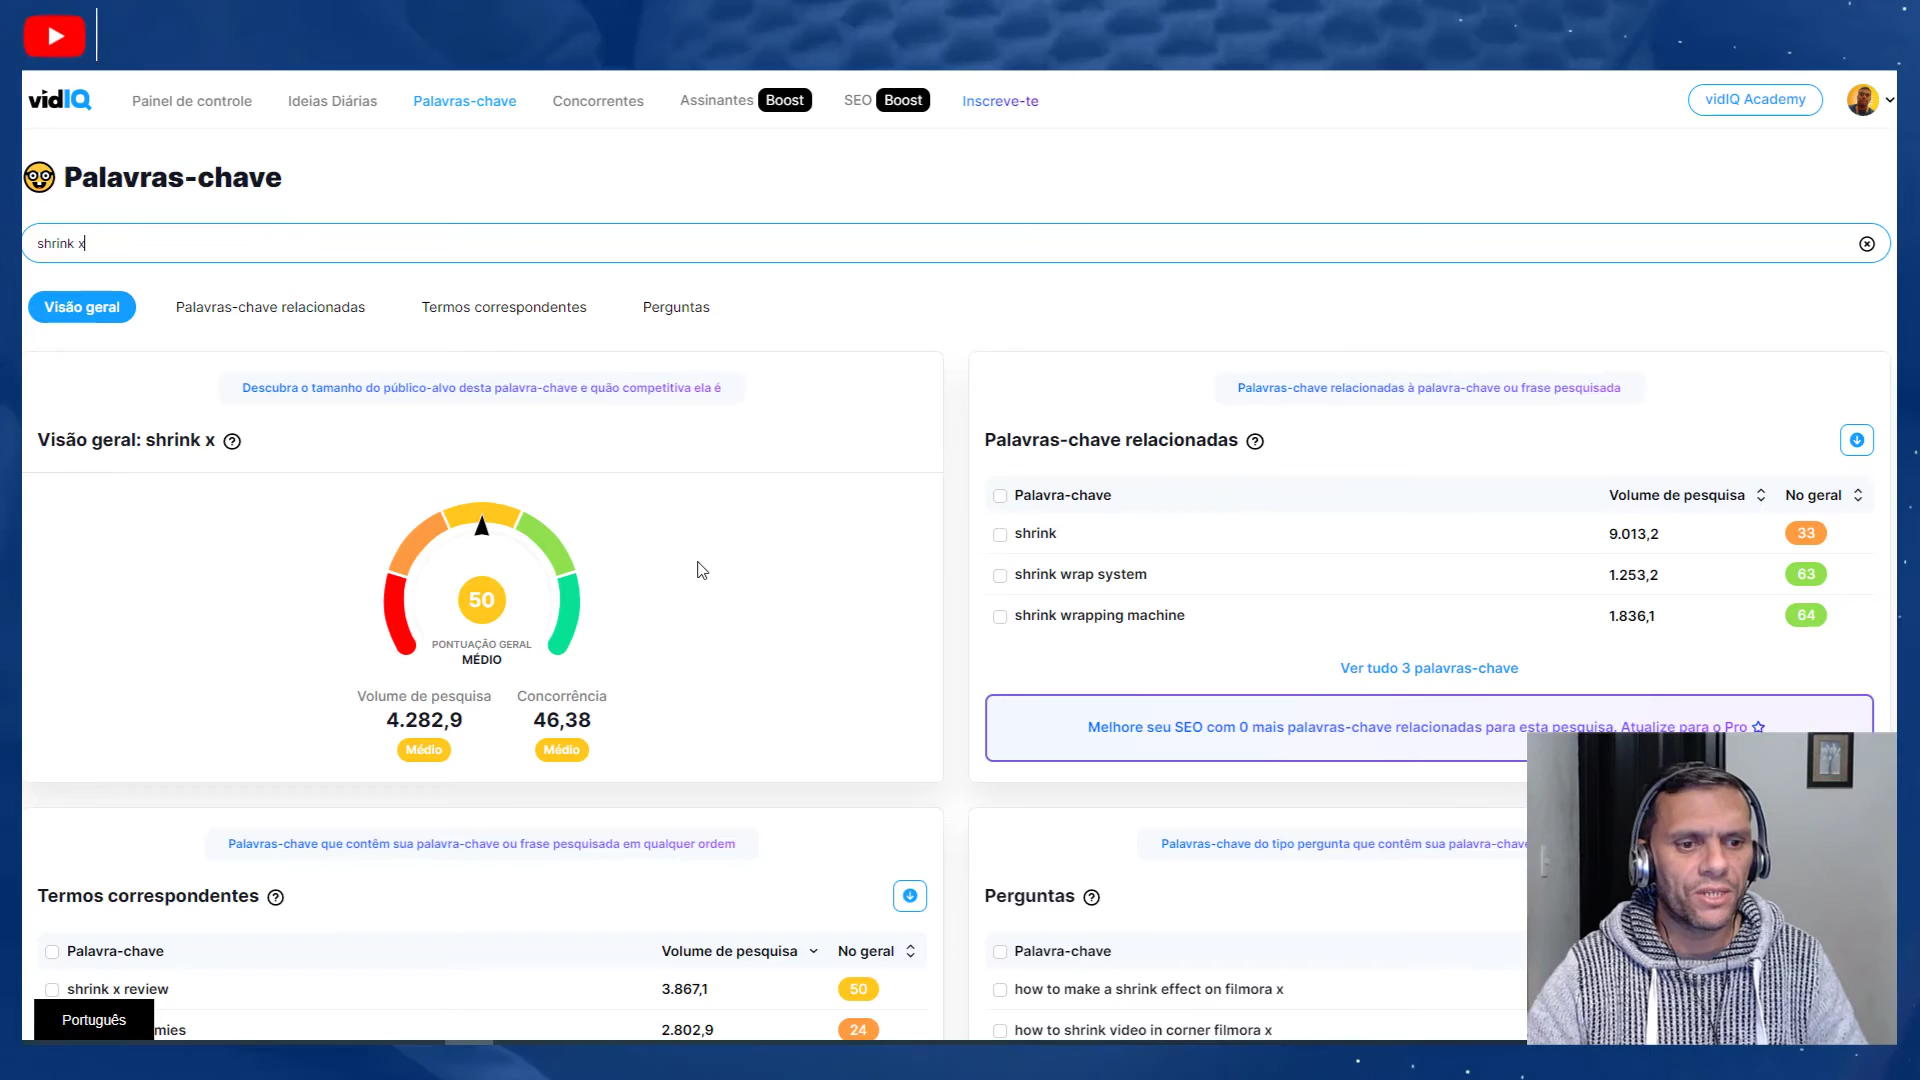 vidIQ
Painel de controle
Ideias Diárias
Palavras-chave
Concorrentes
Assinantes Boost
SEO Boost
Inscreve-te
vidIQ Academy
Palavras-chave
shrink x
Visão geral
Palavras-chave relacionadas
Termos correspondentes
Perguntas
Descubra o tamanho do público-alvo desta palavra-chave e quão competitiva ela é
Visão geral: shrink x
50
PONTUAÇÃO GERAL
MÉDIO
Volume de pesquisa Concorrência
4.282,9 46,38
Médio Médio
Palavras-chave relacionadas à palavra-chave ou frase pesquisada
Palavras-chave relacionadas
Palavra-chave Volume de pesquisa No geral
shrink 9.013,2 33
shrink wrap system 1.253,2 63
shrink wrapping machine 1.836,1 64
Ver tudo 3 palavras-chave
Melhore seu SEO com 0 mais palavras-chave relacionadas para esta pesquisa. Atualize para o Pro
Palavras-chave que contêm sua palavra-chave ou frase pesquisada em qualquer ordem
Termos correspondentes
Palavra-chave Volume de pesquisa No geral
shrink x review 3.867,1 50
mies 2.802,9 24
Português
Palavras-chave do tipo pergunta que contêm sua palavra-chave
Perguntas
Palavra-chave
how to make a shrink effect on filmora x
how to shrink video in corner filmora x